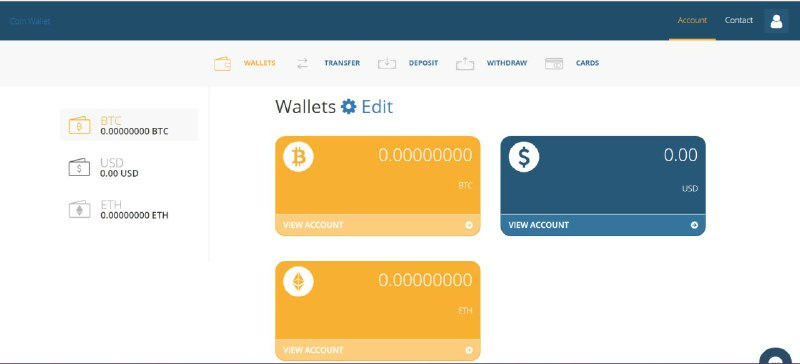 Coin Wallet
Account Contact
WALLETS TRANSFER DEPOSIT WITHDRAW CARDS
Wallets Edit
BTC
0.00000000 BTC
USD
0.00 USD
ETH
0.00000000 ETH
0.00000000
BTC
VIEW ACCOUNT
0.00
USD
VIEW ACCOUNT
0.00000000
ETH
VIEW ACCOUNT